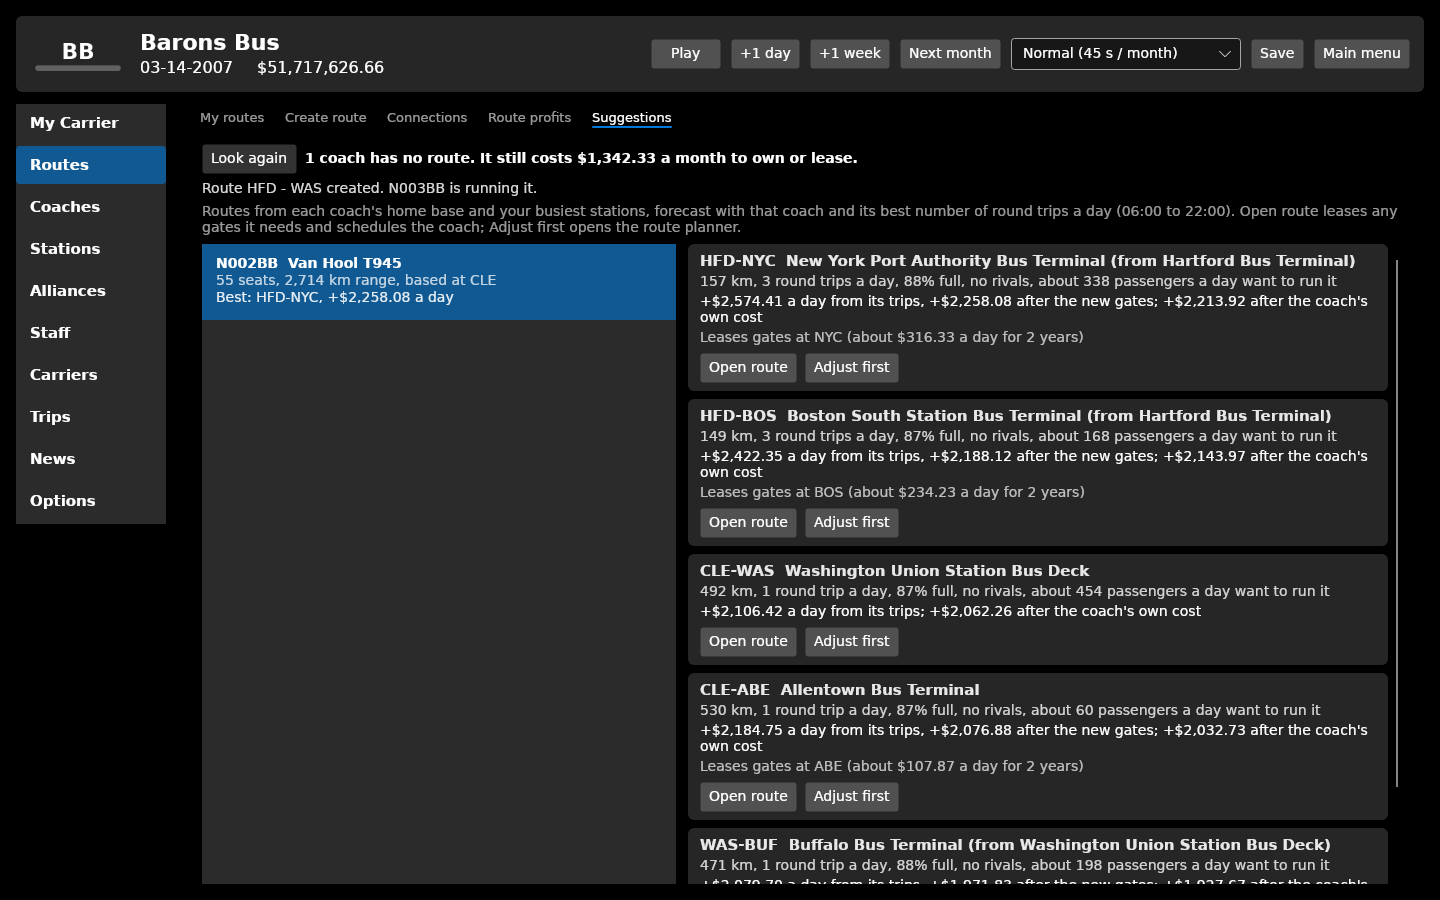 BB
Barons Bus
03-14-2007 $51,717,626.66
Play
+1 day
+1 week
Next month
Normal (45 s / month)
Save
Main menu
My Carrier
Routes
Coaches
Stations
Alliances
Staff
Carriers
Trips
News
Options
My routes
Create route
Connections
Route profits
Suggestions
Look again
1 coach has no route. It still costs $1,342.33 a month to own or lease.
Route HFD - WAS created. N003BB is running it.
Routes from each coach's home base and your busiest stations, forecast with that coach and its best number of round trips a day (06:00 to 22:00). Open route leases any
gates it needs and schedules the coach; Adjust first opens the route planner.
N002BB Van Hool T945
55 seats, 2,714 km range, based at CLE
Best: HFD-NYC, +$2,258.08 a day
HFD-NYC New York Port Authority Bus Terminal (from Hartford Bus Terminal)
157 km, 3 round trips a day, 88% full, no rivals, about 338 passengers a day want to run it
+$2,574.41 a day from its trips, +$2,258.08 after the new gates; +$2,213.92 after the coach's
own cost
Leases gates at NYC (about $316.33 a day for 2 years)
Open route
Adjust first
HFD-BOS Boston South Station Bus Terminal (from Hartford Bus Terminal)
149 km, 3 round trips a day, 87% full, no rivals, about 168 passengers a day want to run it
+$2,422.35 a day from its trips, +$2,188.12 after the new gates; +$2,143.97 after the coach's
own cost
Leases gates at BOS (about $234.23 a day for 2 years)
Open route
Adjust first
CLE-WAS Washington Union Station Bus Deck
492 km, 1 round trip a day, 87% full, no rivals, about 454 passengers a day want to run it
+$2,106.42 a day from its trips; +$2,062.26 after the coach's own cost
Open route
Adjust first
CLE-ABE Allentown Bus Terminal
530 km, 1 round trip a day, 87% full, no rivals, about 60 passengers a day want to run it
+$2,184.75 a day from its trips, +$2,076.88 after the new gates; +$2,032.73 after the coach's
own cost
Leases gates at ABE (about $107.87 a day for 2 years)
Open route
Adjust first
WAS-BUF Buffalo Bus Terminal (from Washington Union Station Bus Deck)
471 km, 1 round trip a day, 88% full, no rivals, about 198 passengers a day want to run it
a day from its trips, after the new gates; after the coach's